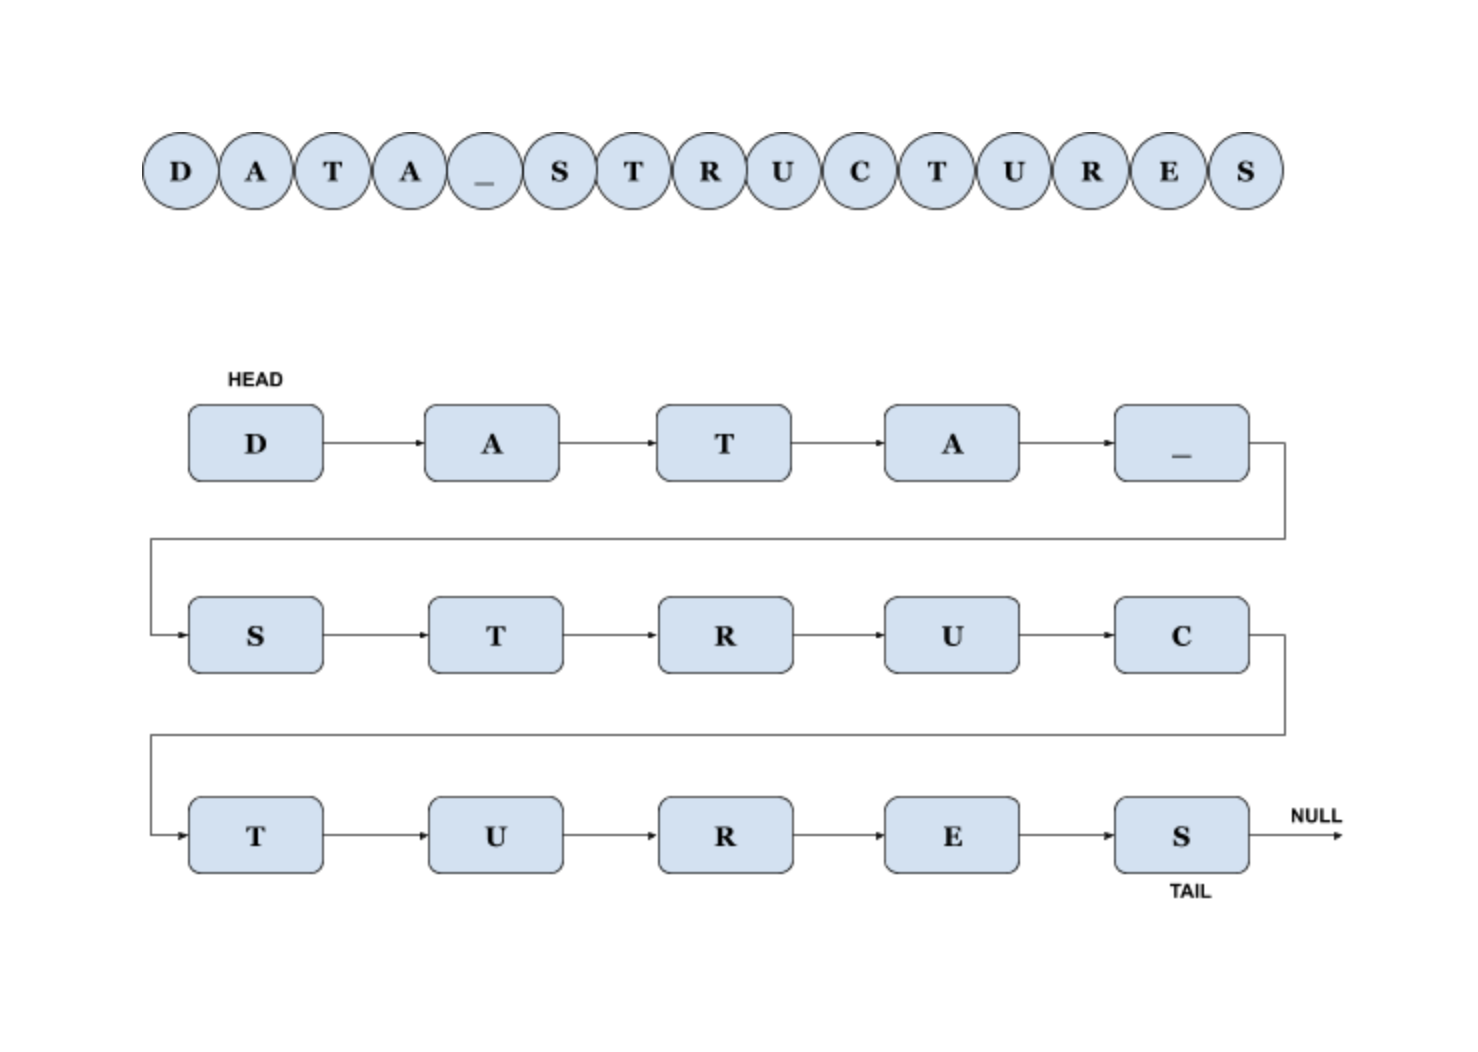 D A T A _ S T R U C T U R E S
HEAD
D A T A _
S T R U C
NULL
T U R E S
TAIL